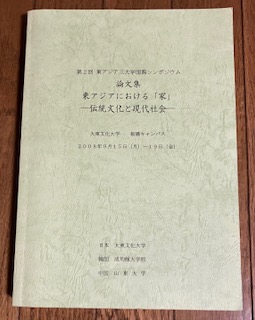 第2回 東アジア三大学国際シンポジウム
論文集
東アジアにおける「家」
―伝統文化と現代社会―
大東文化大学 板橋キャンパス
2008年9月15日(月)―19日(金)
日本 大東文化大学
韓国 成均館大学校
中国 山東大学